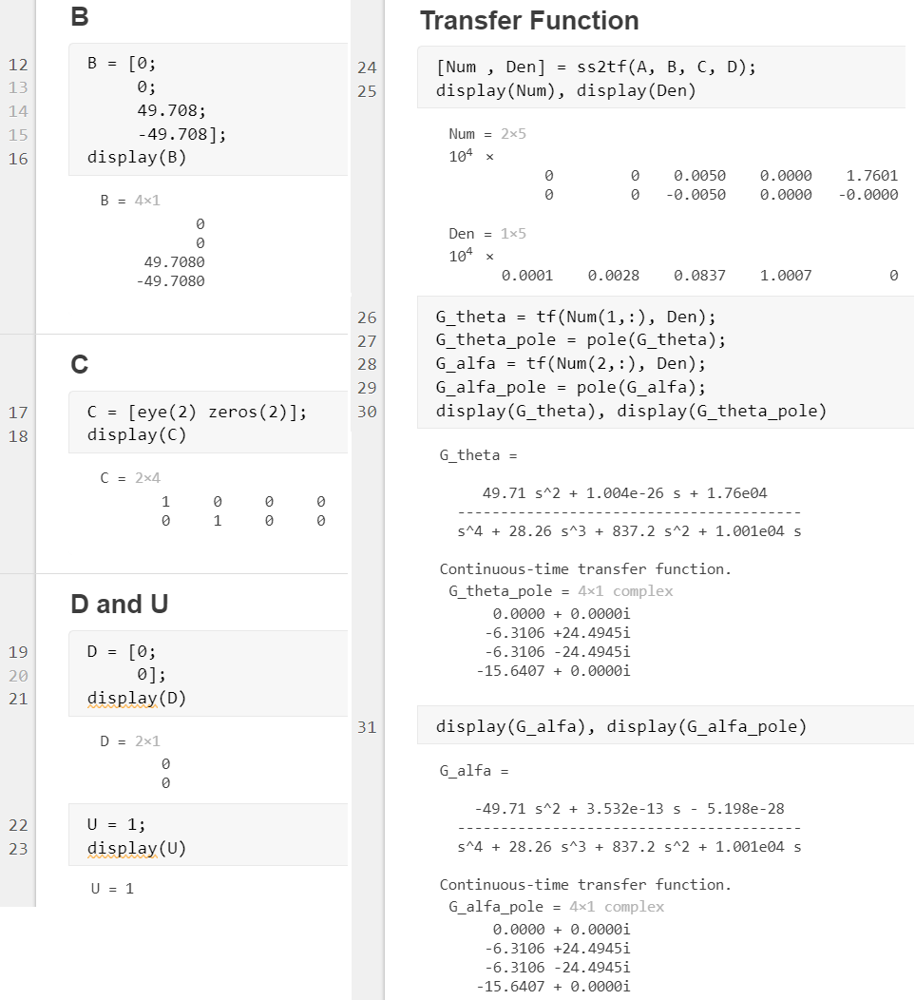 B
12 B = [0;
13 0;
14 49.708;
15 -49.708];
16 display(B)
B = 4×1
0
0
49.7080
-49.7080
C
17 C = [eye(2) zeros(2)];
18 display(C)
C = 2×4
1 0 0 0
0 1 0 0
D and U
19 D = [0;
20 0];
21 display(D)
D = 2×1
0
0
22 U = 1;
23 display(U)
U = 1
Transfer Function
24 [Num , Den] = ss2tf(A, B, C, D);
25 display(Num), display(Den)
Num = 2×5
10⁴ ×
0 0 0.0050 0.0000 1.7601
0 0 -0.0050 0.0000 -0.0000
Den = 1×5
10⁴ ×
0.0001 0.0028 0.0837 1.0007 0
26 G_theta = tf(Num(1,:), Den);
27 G_theta_pole = pole(G_theta);
28 G_alfa = tf(Num(2,:), Den);
29 G_alfa_pole = pole(G_alfa);
30 display(G_theta), display(G_theta_pole)
G_theta =
49.71 s^2 + 1.004e-26 s + 1.76e04
---------------------------------------
s^4 + 28.26 s^3 + 837.2 s^2 + 1.001e04 s
Continuous-time transfer function.
G_theta_pole = 4×1 complex
0.0000 + 0.0000i
-6.3106 +24.4945i
-6.3106 -24.4945i
-15.6407 + 0.0000i
31 display(G_alfa), display(G_alfa_pole)
G_alfa =
-49.71 s^2 + 3.532e-13 s - 5.198e-28
---------------------------------------
s^4 + 28.26 s^3 + 837.2 s^2 + 1.001e04 s
Continuous-time transfer function.
G_alfa_pole = 4×1 complex
0.0000 + 0.0000i
-6.3106 +24.4945i
-6.3106 -24.4945i
-15.6407 + 0.0000i